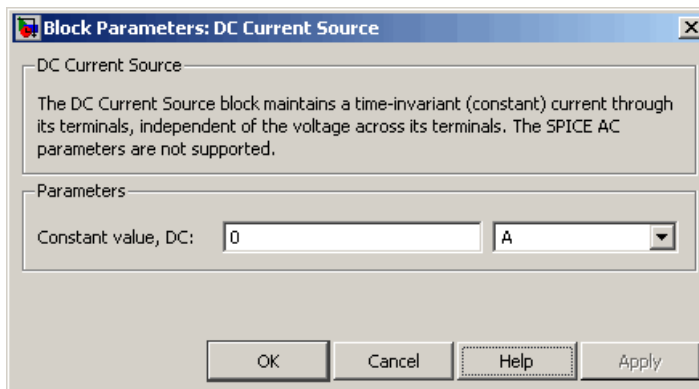 Block Parameters: DC Current Source
DC Current Source
The DC Current Source block maintains a time-invariant (constant) current through
its terminals, independent of the voltage across its terminals. The SPICE AC
parameters are not supported.
Parameters
Constant value, DC: 0 A
OK Cancel Help Apply